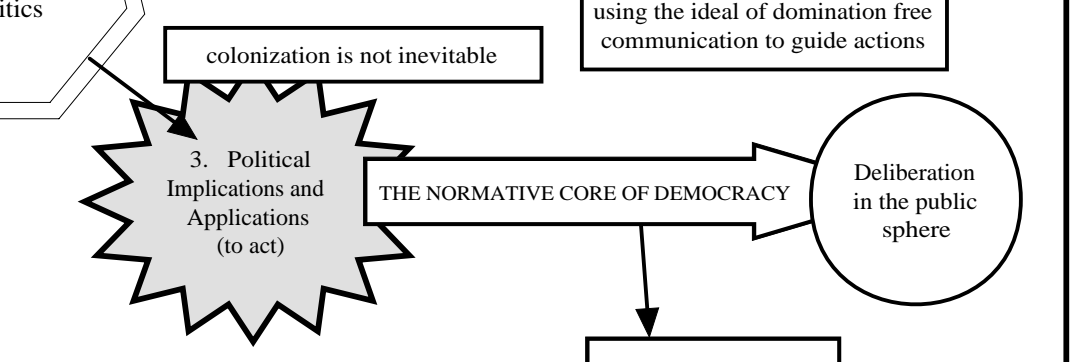 itics
using the ideal of domination free
communication to guide actions
colonization is not inevitable
3. Political
Implications and
Applications
(to act)
THE NORMATIVE CORE OF DEMOCRACY
Deliberation
in the public
sphere